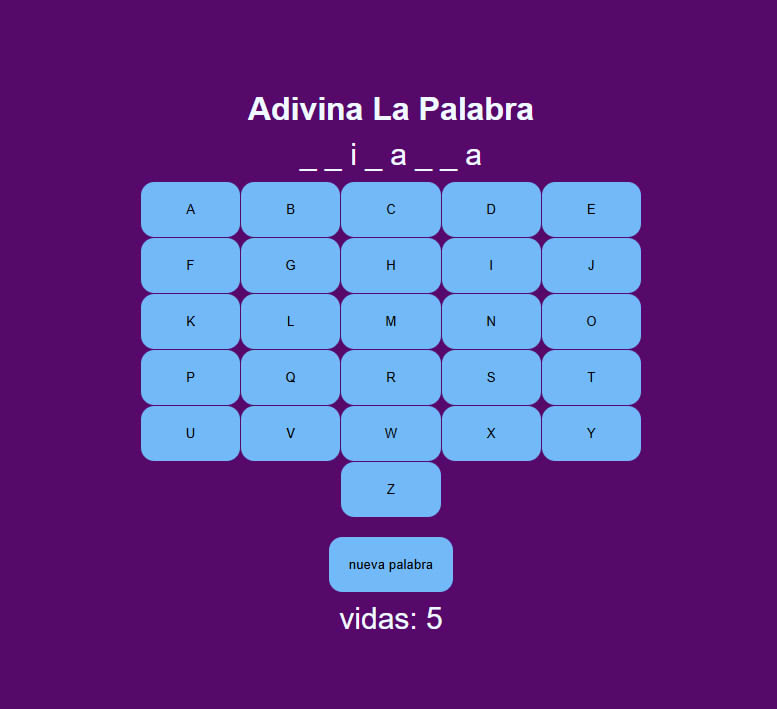 Adivina La Palabra
_ _ i _ a _ _ a
A B C D E
F G H I J
K L M N O
P Q R S T
U V W X Y
Z
nueva palabra
vidas: 5